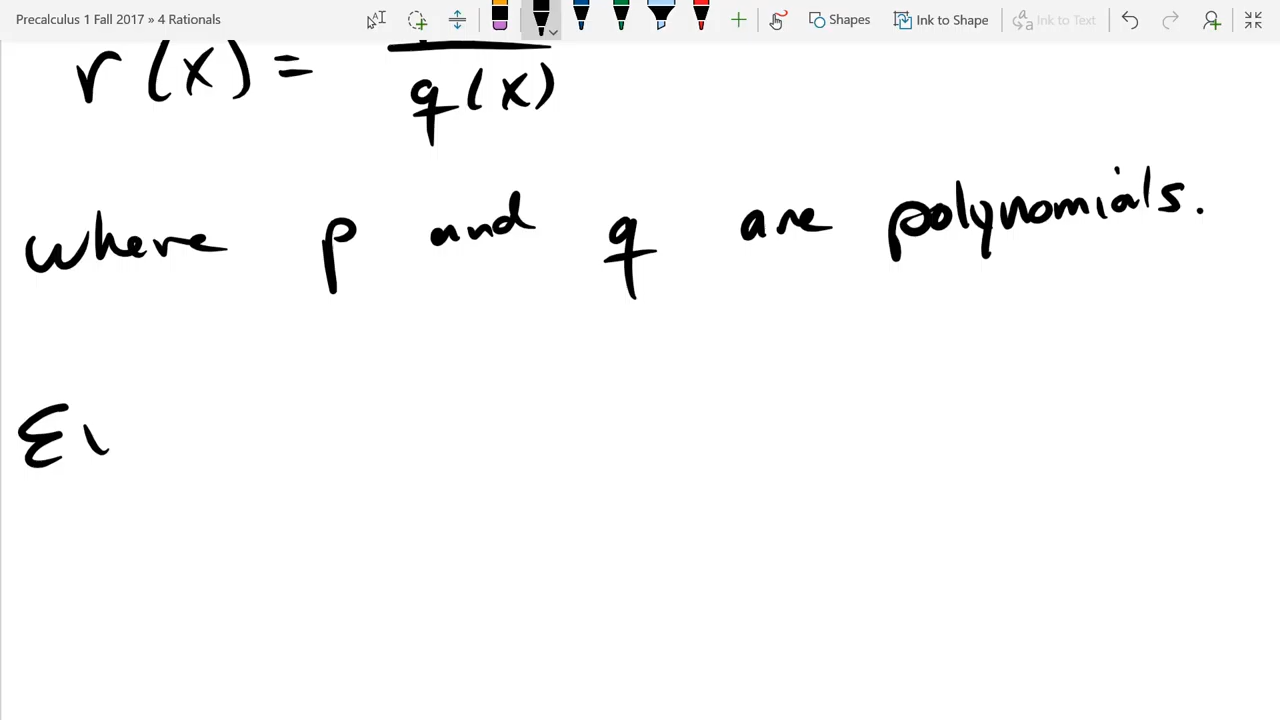 Precalculus 1 Fall 2017 » 4 Rationals
Shapes
Ink to Shape
Ink to Text
r(x) =
q(x)
where p and q are polynomials.